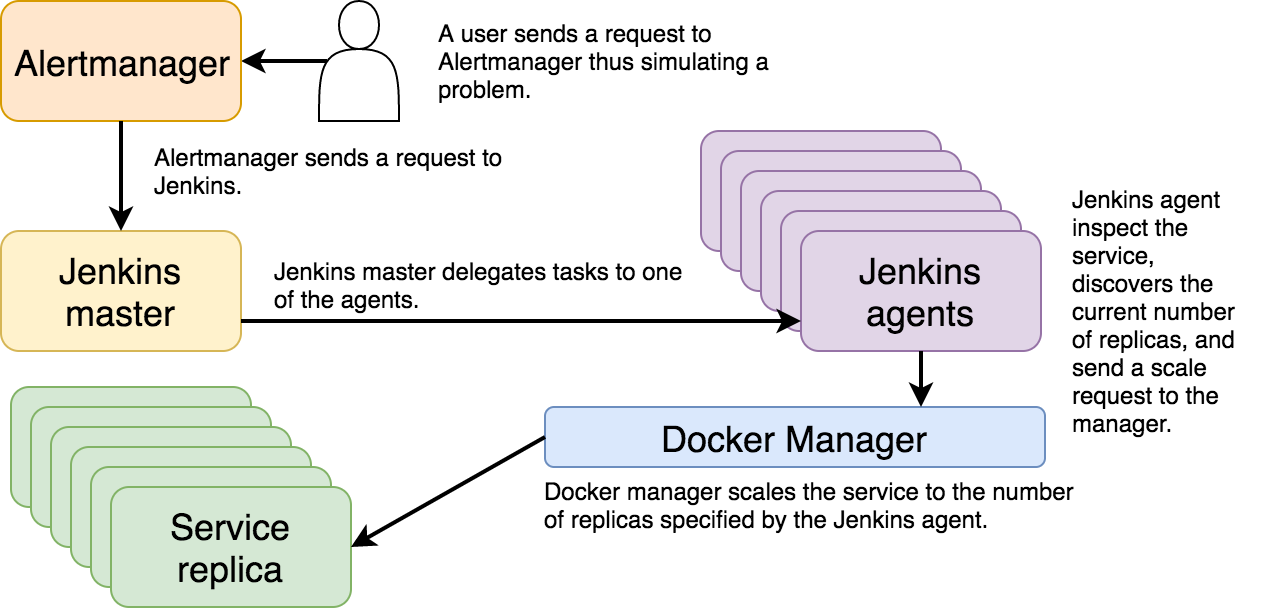 Alertmanager
A user sends a request to
Alertmanager thus simulating a
problem.
Alertmanager sends a request to
Jenkins.
Jenkins
master
Jenkins master delegates tasks to one
of the agents.
Jenkins
agents
Jenkins agent
inspect the
service,
discovers the
current number
of replicas, and
send a scale
request to the
manager.
Docker Manager
Docker manager scales the service to the number
of replicas specified by the Jenkins agent.
Service
replica